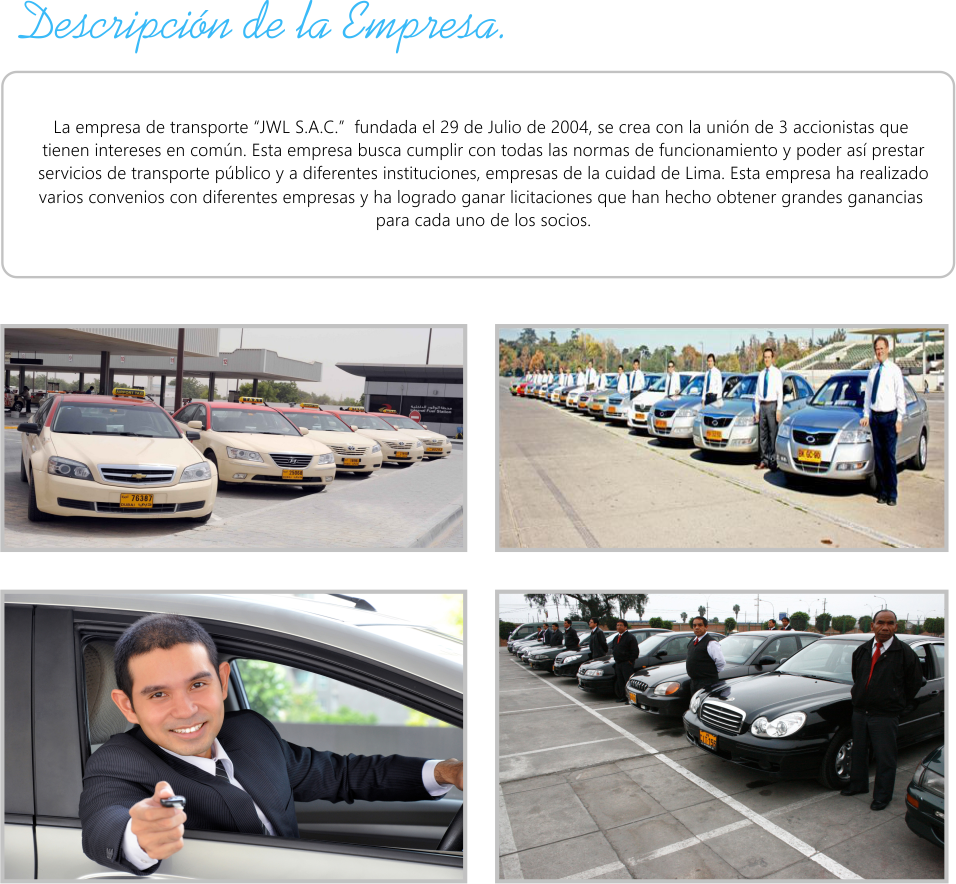 Descripción de la Empresa.
La empresa de transporte “JWL S.A.C.”  fundada el 29 de Julio de 2004, se crea con la unión de 3 accionistas que
tienen intereses en común. Esta empresa busca cumplir con todas las normas de funcionamiento y poder así prestar
servicios de transporte público y a diferentes instituciones, empresas de la cuidad de Lima. Esta empresa ha realizado
varios convenios con diferentes empresas y ha logrado ganar licitaciones que han hecho obtener grandes ganancias
para cada uno de los socios.
76387